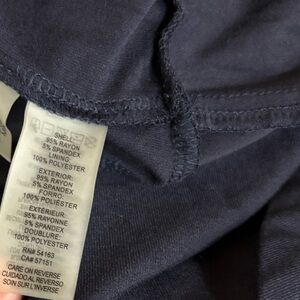 SHELL
95% RAYON
5% SPANDEX
LINING
100% POLYESTER
EXTERIOR:
95% RAYON
5% SPANDEX
FORRO:
100% POLIÉSTER
EXTÉRIEUR:
95% RAYONNE
5% SPANDEX
DOUBLURE:
100% POLYESTER
RN# 54163
CA# 57151
CARE ON REVERSE
CUIDADO AL REVERSO
SOIN SUR L'INVERSE